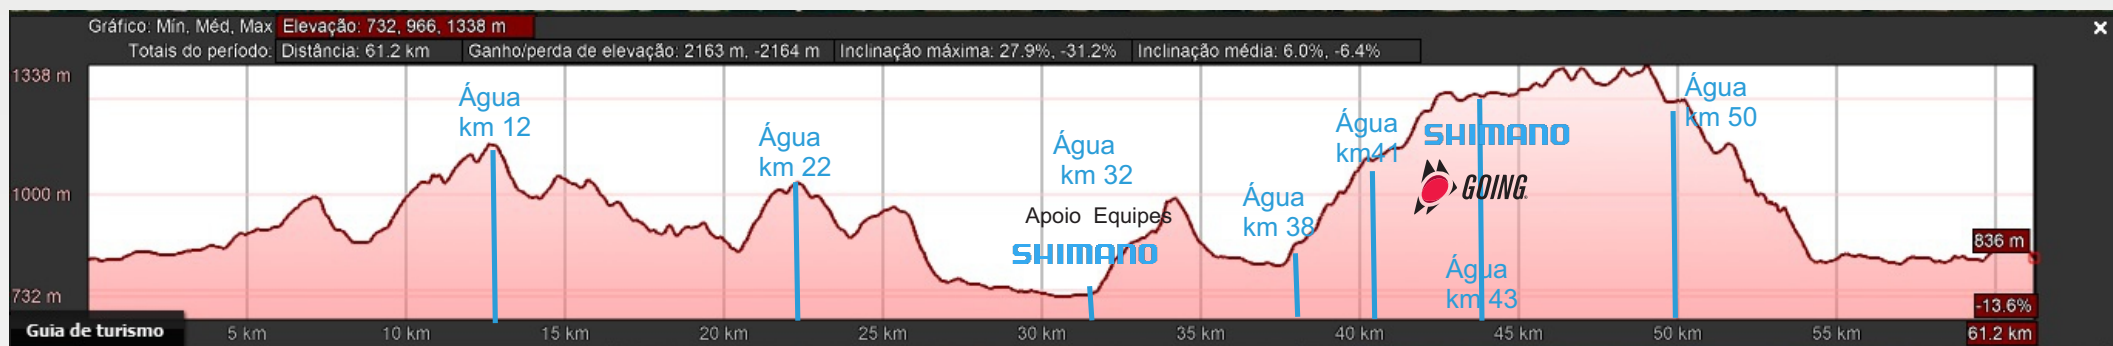 Gráfico: Mín, Méd, Max Elevação: 732, 966, 1338 m
Totais do período: Distância: 61.2 km Ganho/perda de elevação: 2163 m, -2164 m Inclinação máxima: 27.9%, -31.2% Inclinação média: 6.0%, -6.4%
1338 m
1000 m
732 m
Água
km 12
Água
km 22
Água
km 32
Apoio Equipes
SHIMANO
Água
km 38
Água
km41
SHIMANO
GOING
Água
km 43
Água
km 50
836 m
-13.6%
Guia de turismo
5 km 10 km 15 km 20 km 25 km 30 km 35 km 40 km 45 km 50 km 55 km 61.2 km